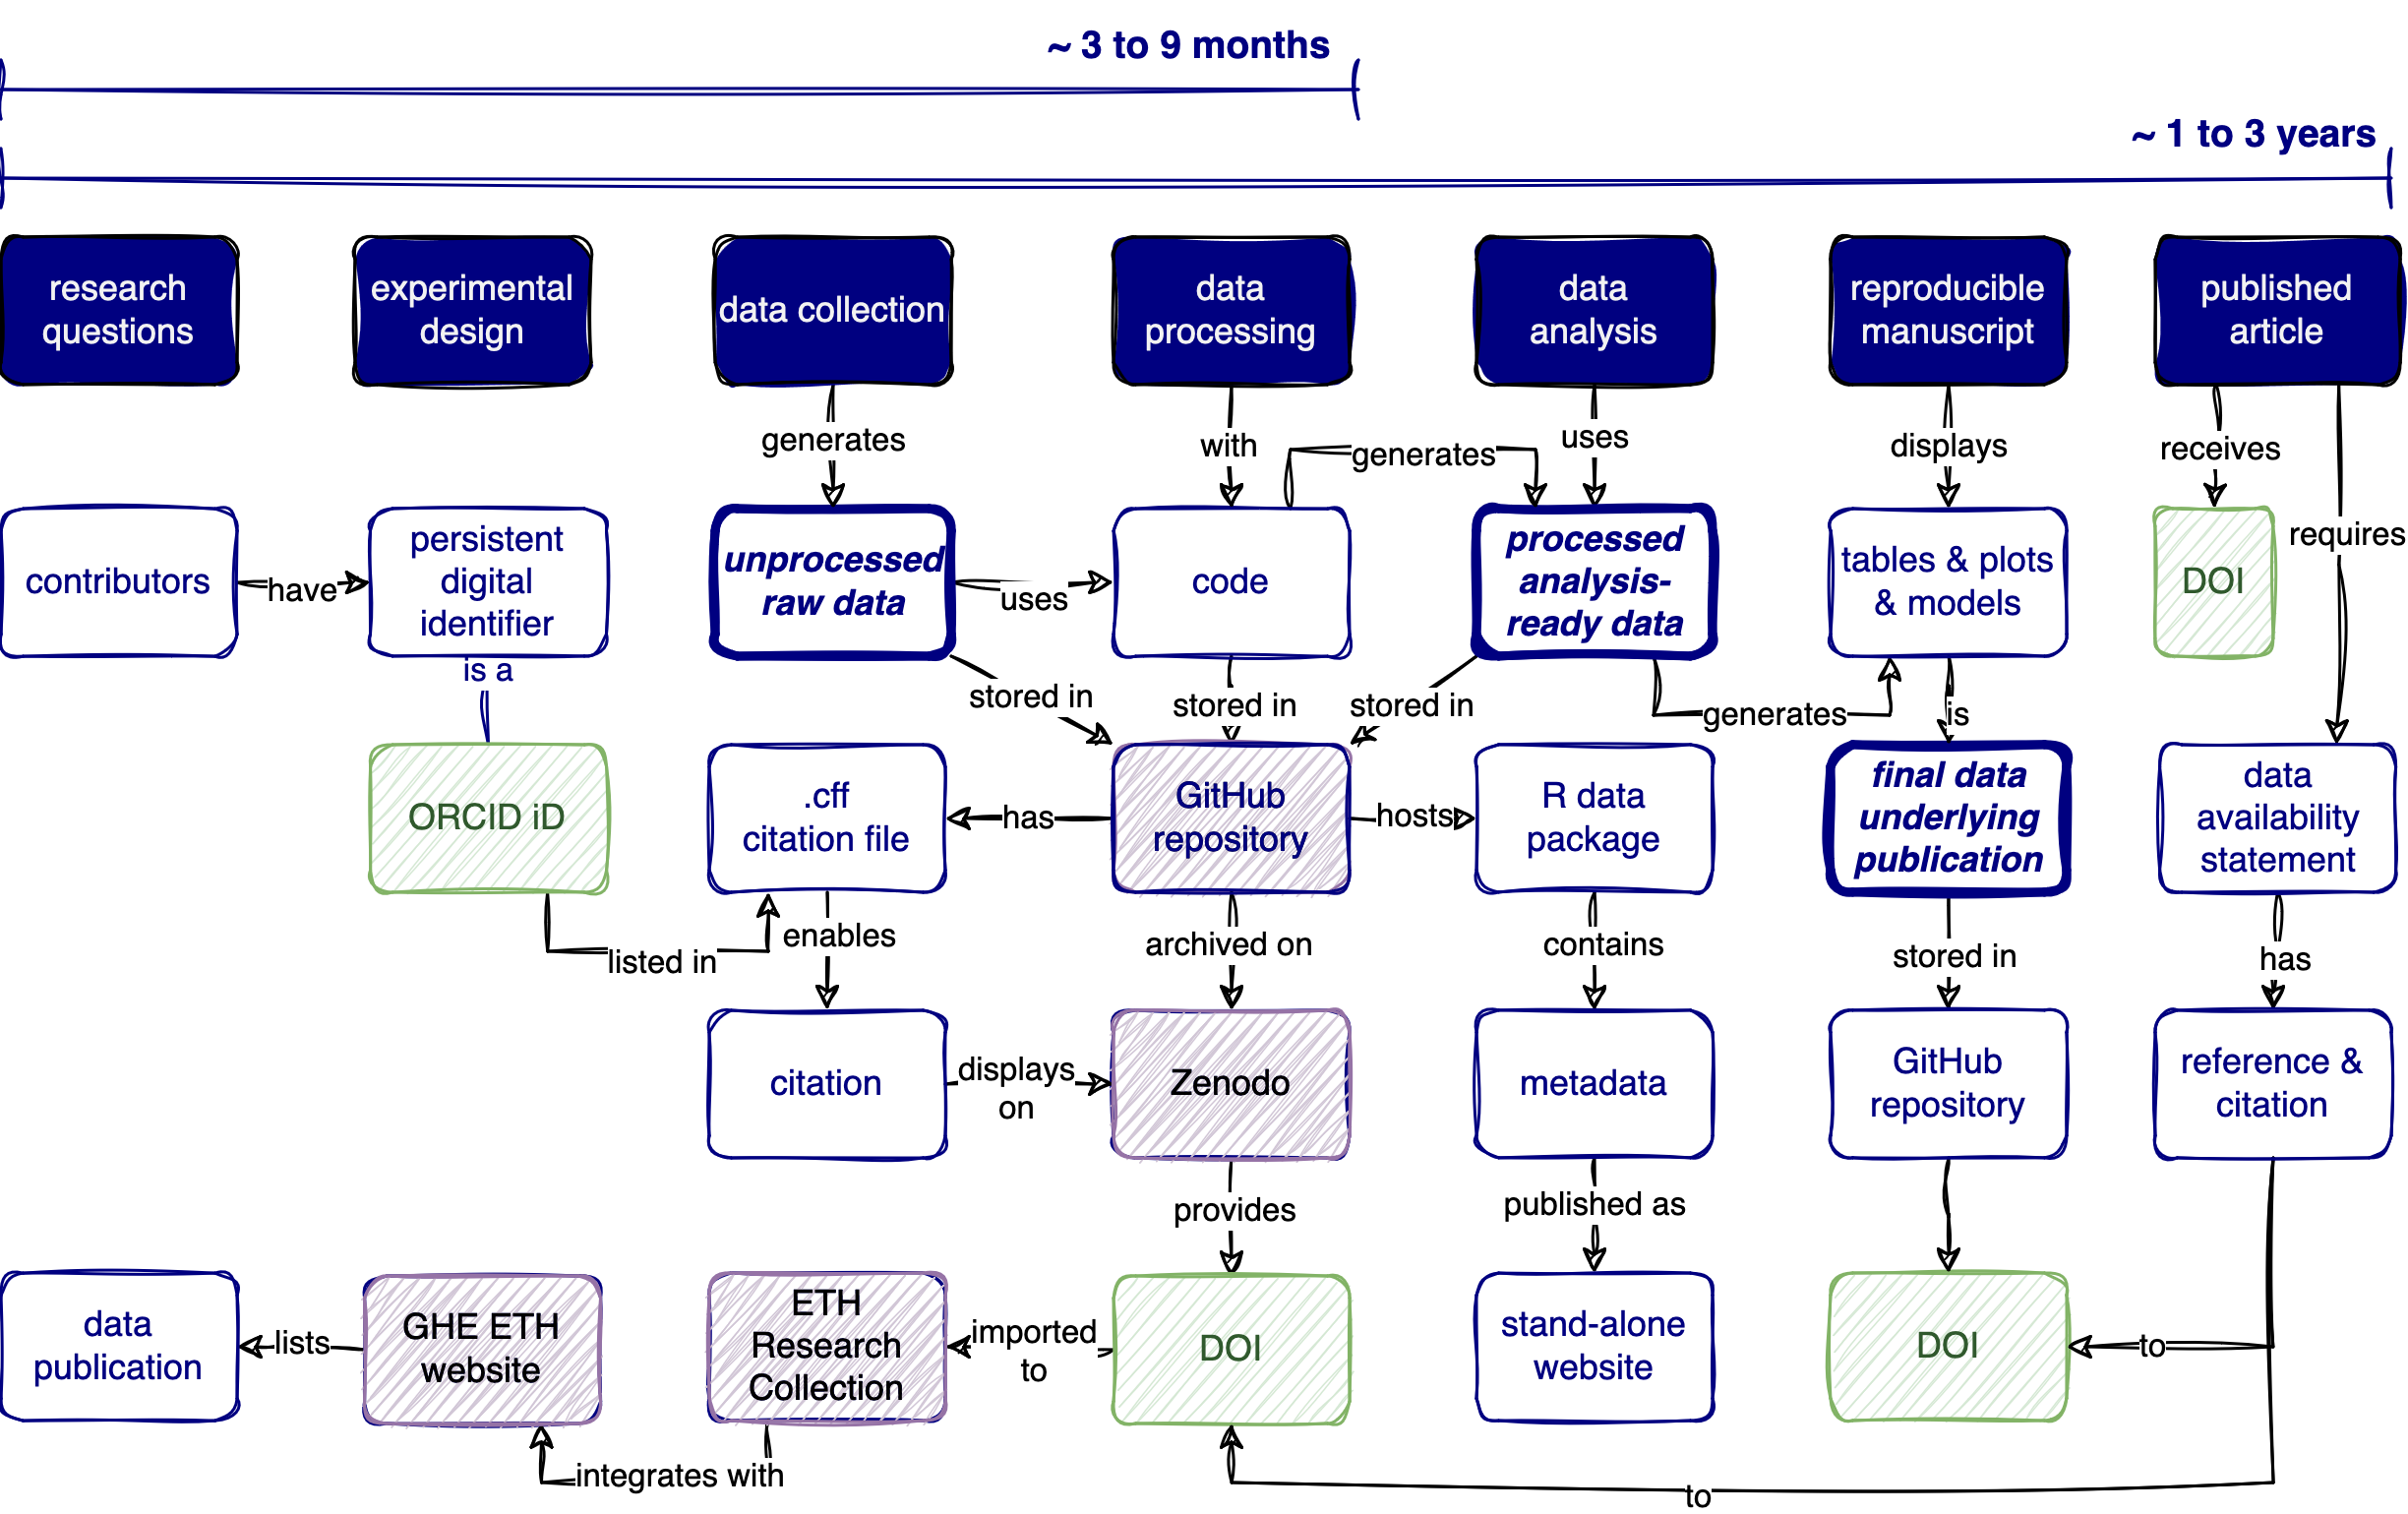 ~ 3 to 9 months
~ 1 to 3 years
research
questions
experimental
design
data collection
data
processing
data
analysis
reproducible
manuscript
published
article
generates
with
generates
uses
displays
receives
requires
contributors
have
persistent
digital
identifier
unprocessed
raw data
uses
code
processed
analysis-
ready data
tables & plots
& models
DOI
is a
stored in
stored in
stored in
generates
is
ORCID iD
.cff
citation file
has
GitHub
repository
hosts
R data
package
final data
underlying
publication
data
availability
statement
listed in
enables
archived on
contains
stored in
has
citation
displays
on
Zenodo
metadata
GitHub
repository
reference &
citation
provides
published as
data
publication
lists
GHE ETH
website
ETH
Research
Collection
imported
to
DOI
stand-alone
website
DOI
to
integrates with
to